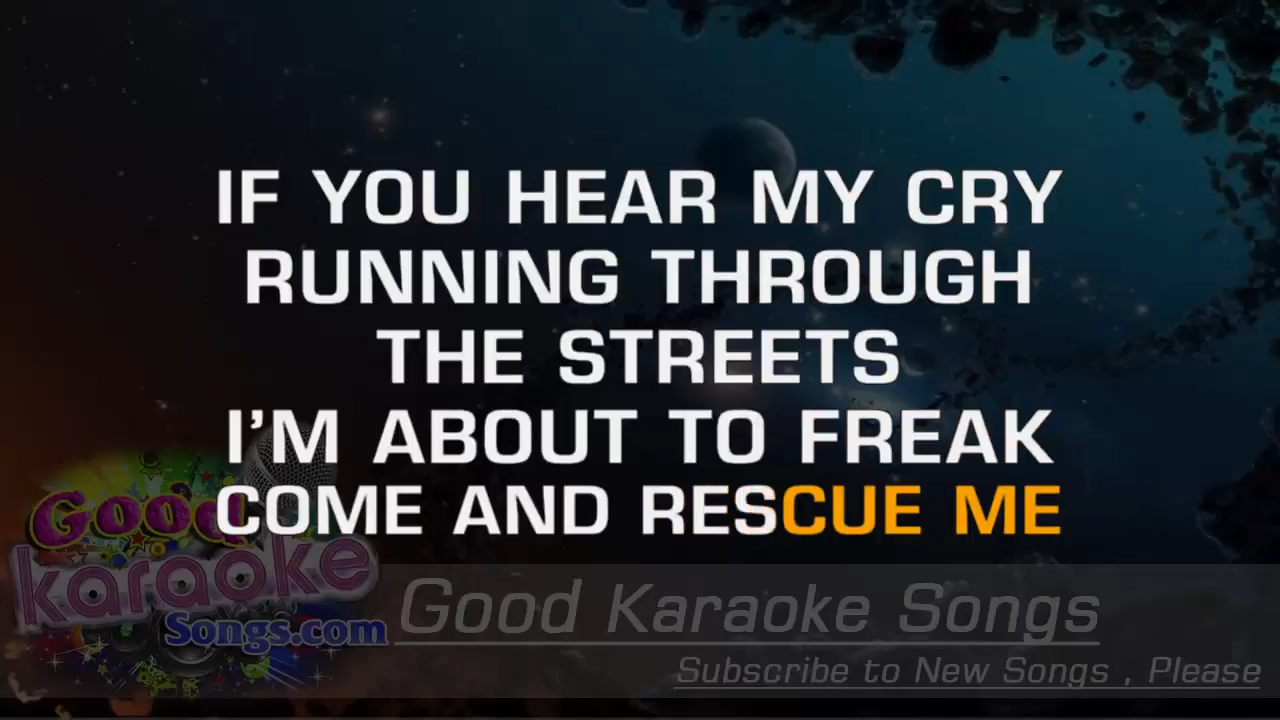 IF YOU HEAR MY CRY
RUNNING THROUGH
THE STREETS
I'M ABOUT TO FREAK
COME AND RESCUE ME
Good
karaoke
Songs.com
Good Karaoke Songs
Subscribe to New Songs , Please